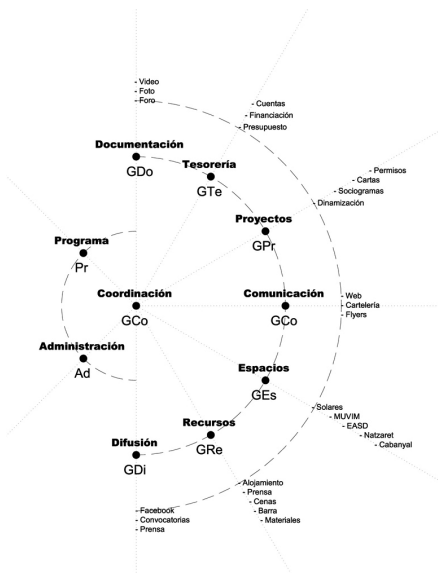 - Video
- Foto
- Foro
Documentación
GDo
- Cuentas
- Financiación
- Presupuesto
Tesorería
GTe
- Permisos
- Cartas
- Sociogramas
- Dinamización
Proyectos
GPr
Programa
Pr
Coordinación
GCo
Comunicación
GCo
- Web
- Cartelería
- Flyers
Administración
Ad
Espacios
GEs
- Solares
- MUVIM
- EASD
- Natzaret
- Cabanyal
Recursos
GRe
- Alojamiento
- Prensa
- Cenas
- Barra
- Materiales
Difusión
GDi
- Facebook
- Convocatorias
- Prensa